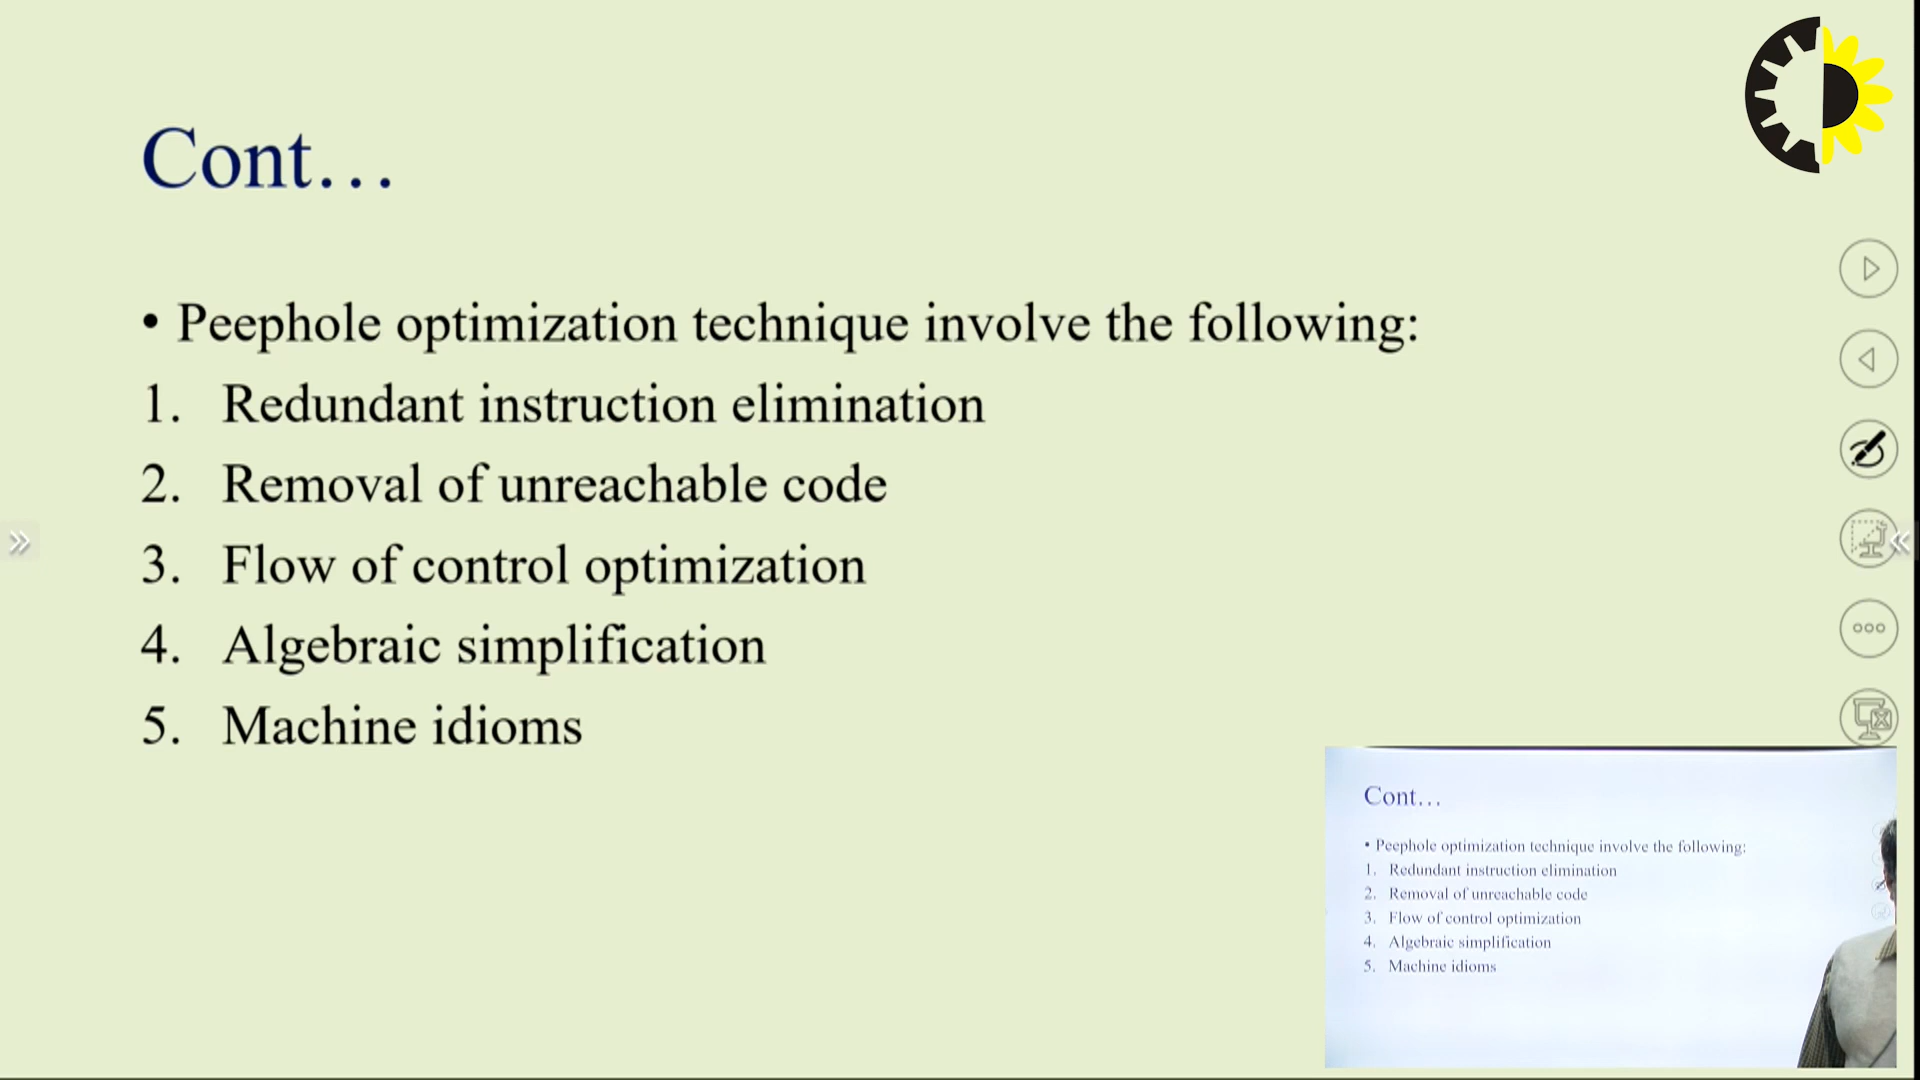 Cont...
• Peephole optimization technique involve the following:
1. Redundant instruction elimination
2. Removal of unreachable code
3. Flow of control optimization
4. Algebraic simplification
5. Machine idioms
Cont...
• Peephole optimization technique involve the following:
1. Redundant instruction elimination
2. Removal of unreachable code
3. Flow of control optimization
4. Algebraic simplification
5. Machine idioms